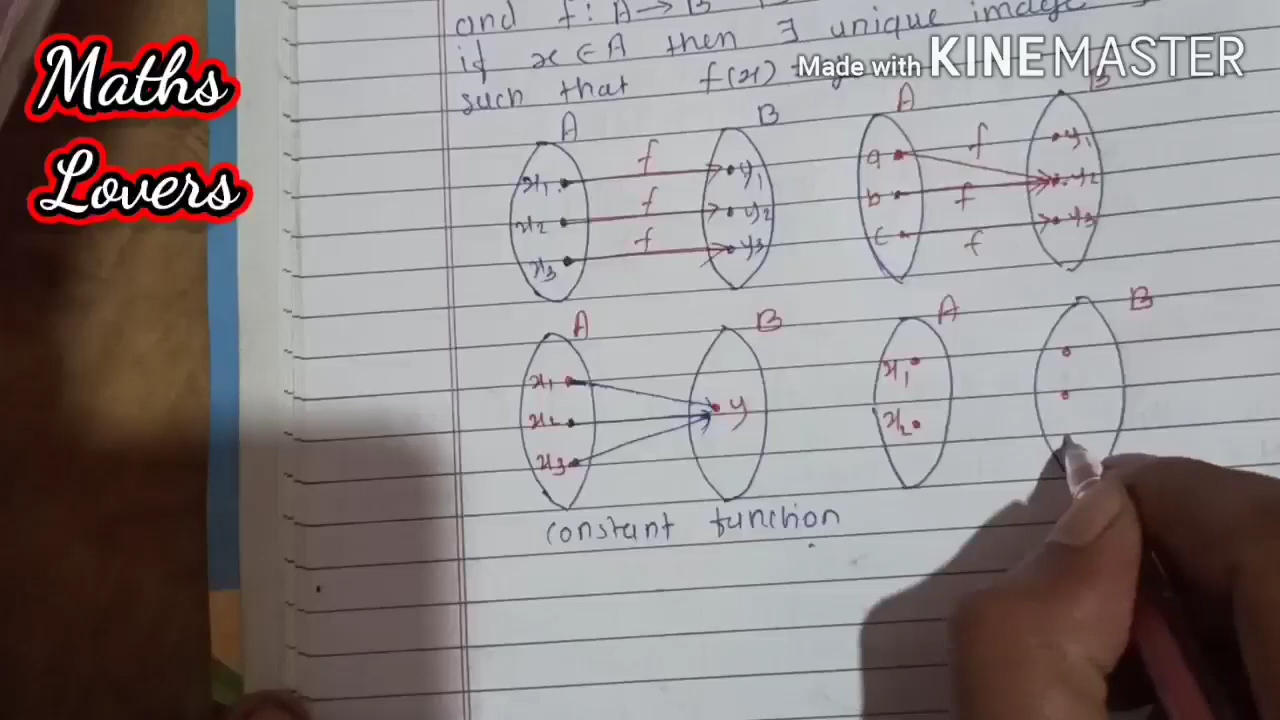 and f: A → B
if x ∈ A then ∃ unique image
such that f(x)
Made with KINEMASTER
Maths
Lovers
A B A B
x1 f y1 a f y1
x2 f y2 b f y2
x3 f y3 c f y3
A B A B
x1 x1
x2 y x2
x3
constant function